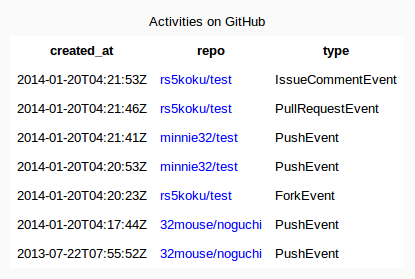 Activities on GitHub
created_at repo type
2014-01-20T04:21:53Z rs5koku/test IssueCommentEvent
2014-01-20T04:21:46Z rs5koku/test PullRequestEvent
2014-01-20T04:21:41Z minnie32/test PushEvent
2014-01-20T04:20:53Z minnie32/test PushEvent
2014-01-20T04:20:23Z rs5koku/test ForkEvent
2014-01-20T04:17:44Z 32mouse/noguchi PushEvent
2013-07-22T07:55:52Z 32mouse/noguchi PushEvent